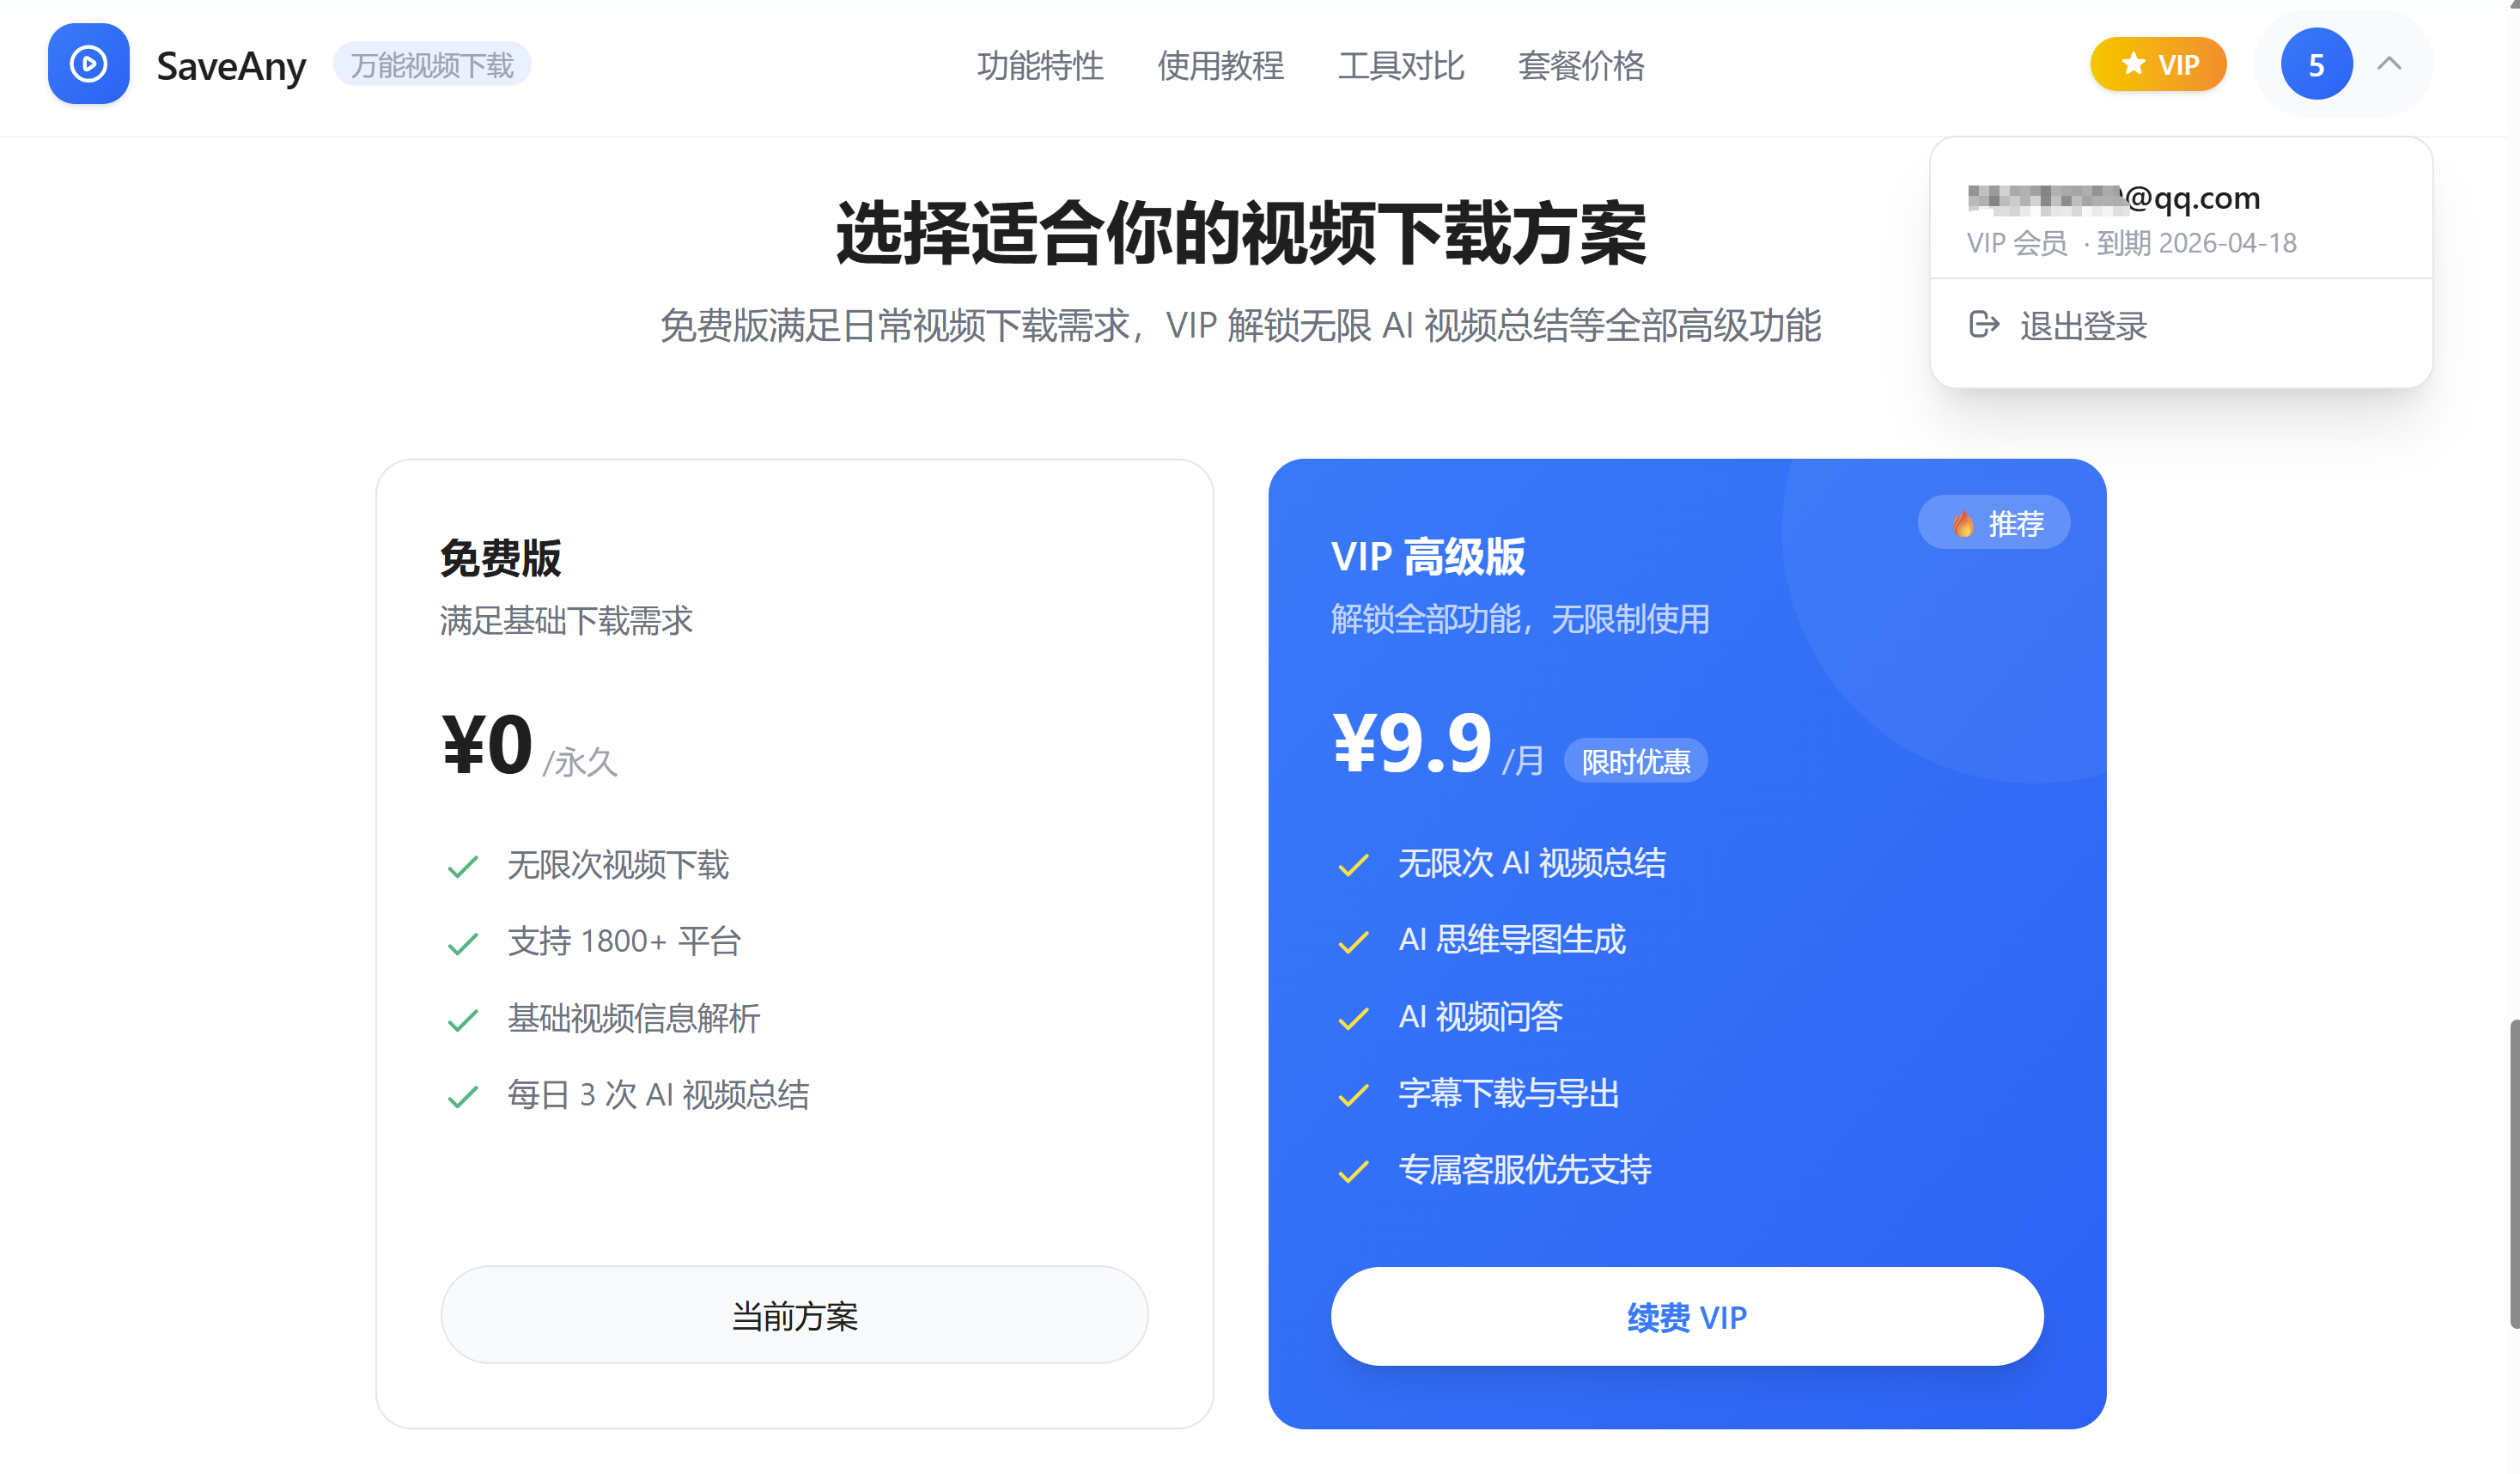 SaveAny 万能视频下载 功能特性 使用教程 工具对比 套餐价格 VIP 5
@qq.com
VIP 会员 · 到期 2026-04-18
退出登录
选择适合你的视频下载方案
免费版满足日常视频下载需求，VIP 解锁无限 AI 视频总结等全部高级功能
免费版
满足基础下载需求
¥0 /永久
无限次视频下载
支持 1800+ 平台
基础视频信息解析
每日 3 次 AI 视频总结
当前方案
推荐
VIP 高级版
解锁全部功能，无限制使用
¥9.9 /月 限时优惠
无限次 AI 视频总结
AI 思维导图生成
AI 视频问答
字幕下载与导出
专属客服优先支持
续费 VIP